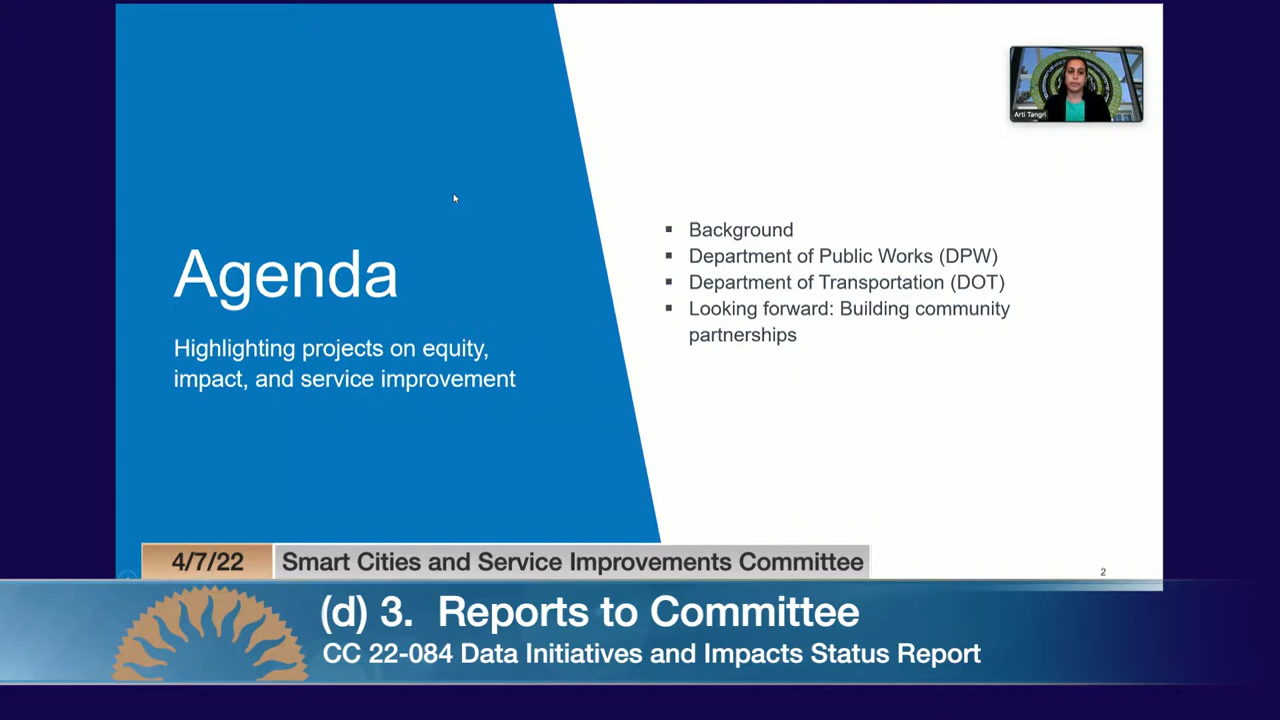 Arti Tangri
Agenda
Highlighting projects on equity,
impact, and service improvement
▪ Background
▪ Department of Public Works (DPW)
▪ Department of Transportation (DOT)
▪ Looking forward: Building community
partnerships
2
4/7/22
Smart Cities and Service Improvements Committee
(d) 3. Reports to Committee
CC 22-084 Data Initiatives and Impacts Status Report